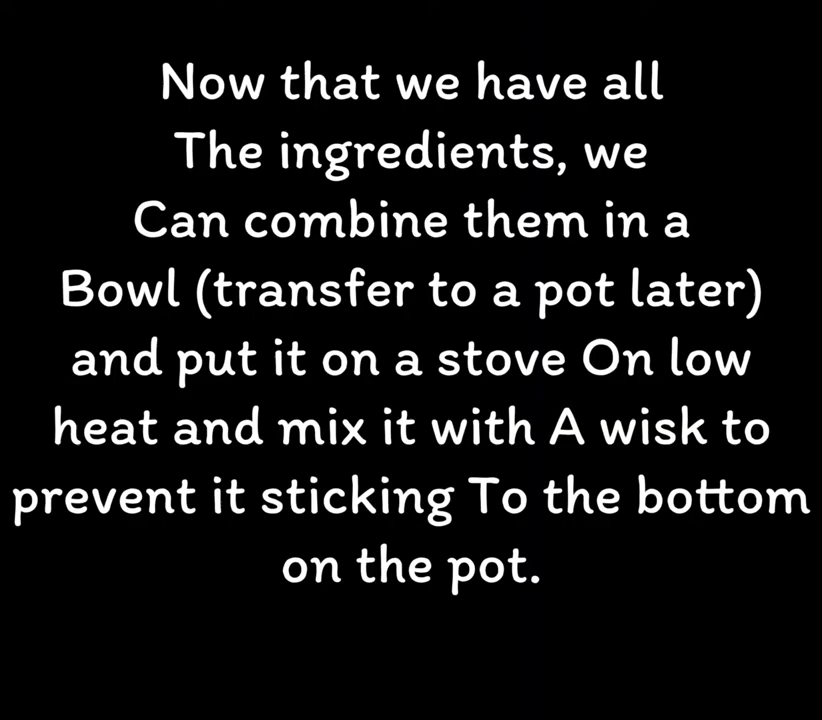 Now that we have all
The ingredients, we
Can combine them in a
Bowl (transfer to a pot later)
and put it on a stove On low
heat and mix it with A wisk to
prevent it sticking To the bottom
on the pot.